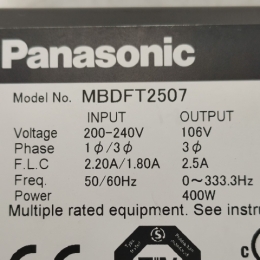 Panasonic
Model No. MBDFT2507
INPUT OUTPUT
Voltage 200-240V 106V
Phase 1ϕ/3ϕ 3ϕ
F.L.C 2.20A/1.80A 2.5A
Freq. 50/60Hz 0~333.3Hz
Power 400W
Multiple rated equipment. See instru